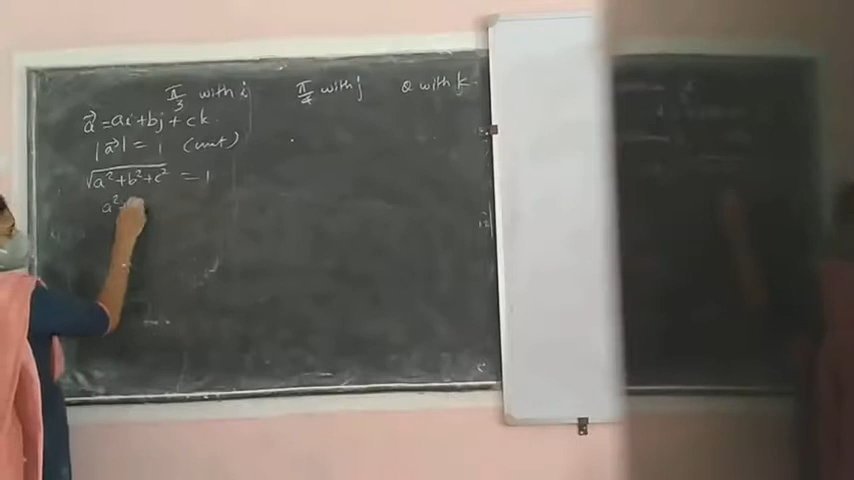 π/3 with i π/4 with j θ with k
a⃗ = ai + bj + ck
|a⃗| = 1 (unit)
√a²+b²+c² = 1
a²